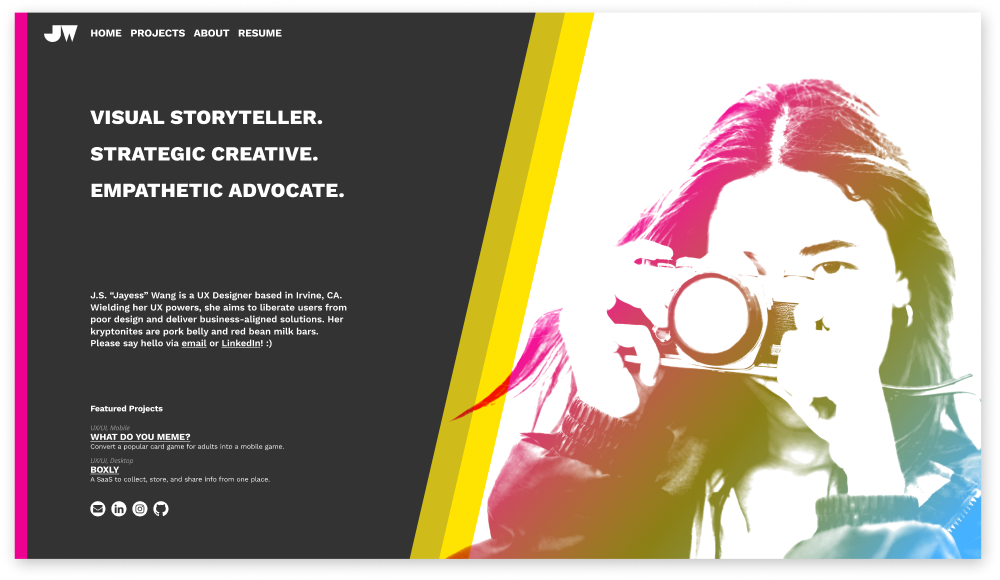 JW HOME PROJECTS ABOUT RESUME
VISUAL STORYTELLER.
STRATEGIC CREATIVE.
EMPATHETIC ADVOCATE.
J.S. “Jayess” Wang is a UX Designer based in Irvine, CA.
Wielding her UX powers, she aims to liberate users from
poor design and deliver business-aligned solutions. Her
kryptonites are pork belly and red bean milk bars.
Please say hello via email or LinkedIn! :)
Featured Projects
UX/UI, Mobile
WHAT DO YOU MEME?
Convert a popular card game for adults into a mobile game.
UX/UI, Desktop
BOXLY
A SaaS to collect, store, and share info from one place.
in